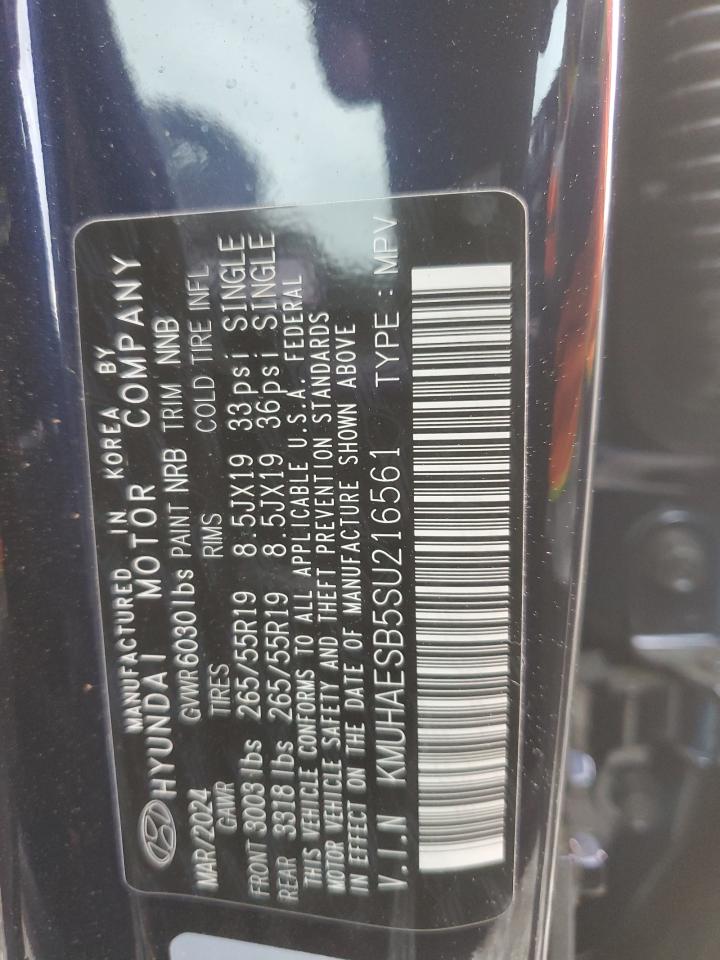 MANUFACTURED IN KOREA BY
HYUNDAI MOTOR COMPANY
MAR/2024 GVWR 6030 lbs PAINT NRB TRIM NNB
GAWR TIRES RIMS COLD TIRE INFL
FRONT 3003 lbs 265/55R19 8.5JX19 33psi SINGLE
REAR 3318 lbs 265/55R19 8.5JX19 36psi SINGLE
THIS VEHICLE CONFORMS TO ALL APPLICABLE U.S.A. FEDERAL
MOTOR VEHICLE SAFETY AND THEFT PREVENTION STANDARDS
IN EFFECT ON THE DATE OF MANUFACTURE SHOWN ABOVE
V.I.N KMUHAESB5SU216561 TYPE : MPV